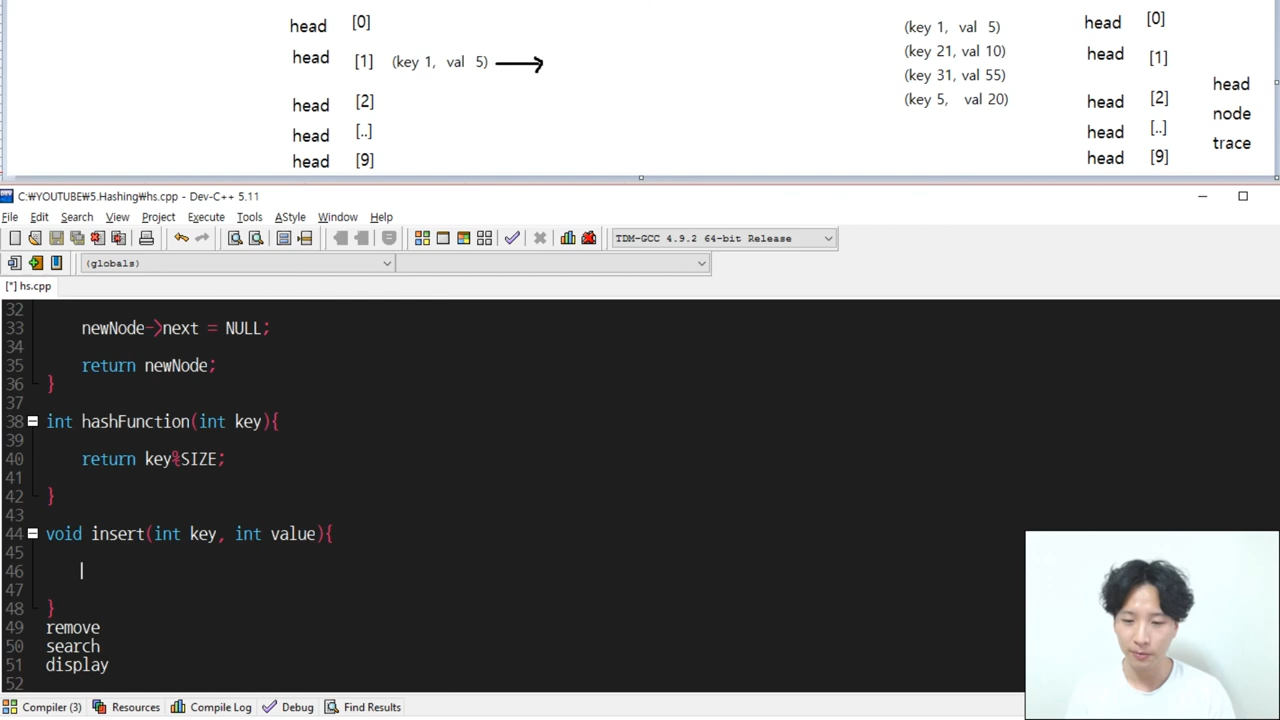 head [0]
head [1] (key 1, val 5)
head [2]
head [..]
head [9]
(key 1, val 5)
(key 21, val 10)
(key 31, val 55)
(key 5, val 20)
head [0]
head [1]
head [2]
head [..]
head [9]
head
node
trace
C:₩YOUTUBE₩5.Hashing₩hs.cpp - Dev-C++ 5.11
File Edit Search View Project Execute Tools AStyle Window Help
TDM-GCC 4.9.2 64-bit Release
(globals)
[*] hs.cpp
32
33 newNode->next = NULL;
34
35 return newNode;
36 }
37
38 int hashFunction(int key){
39
40 return key%SIZE;
41
42 }
43
44 void insert(int key, int value){
45
46
47
48 }
49 remove
50 search
51 display
52
Compiler (3) Resources Compile Log Debug Find Results